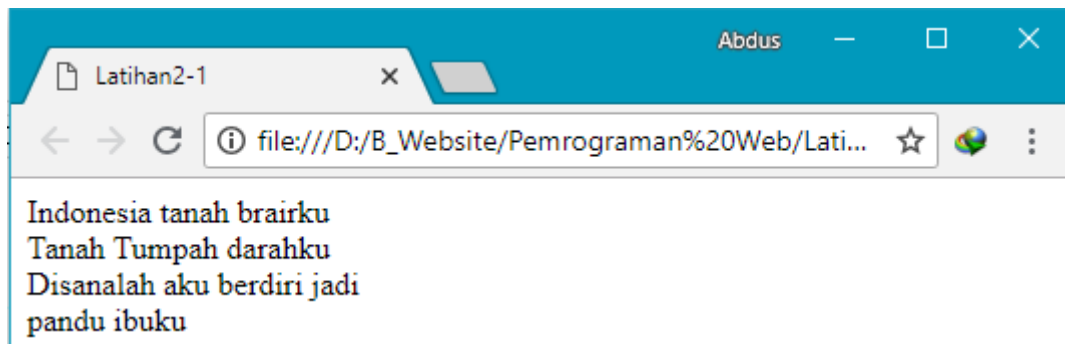 Abdus
Latihan2-1
file:///D:/B_Website/Pemrograman%20Web/Lati...
Indonesia tanah brairku
Tanah Tumpah darahku
Disanalah aku berdiri jadi
pandu ibuku